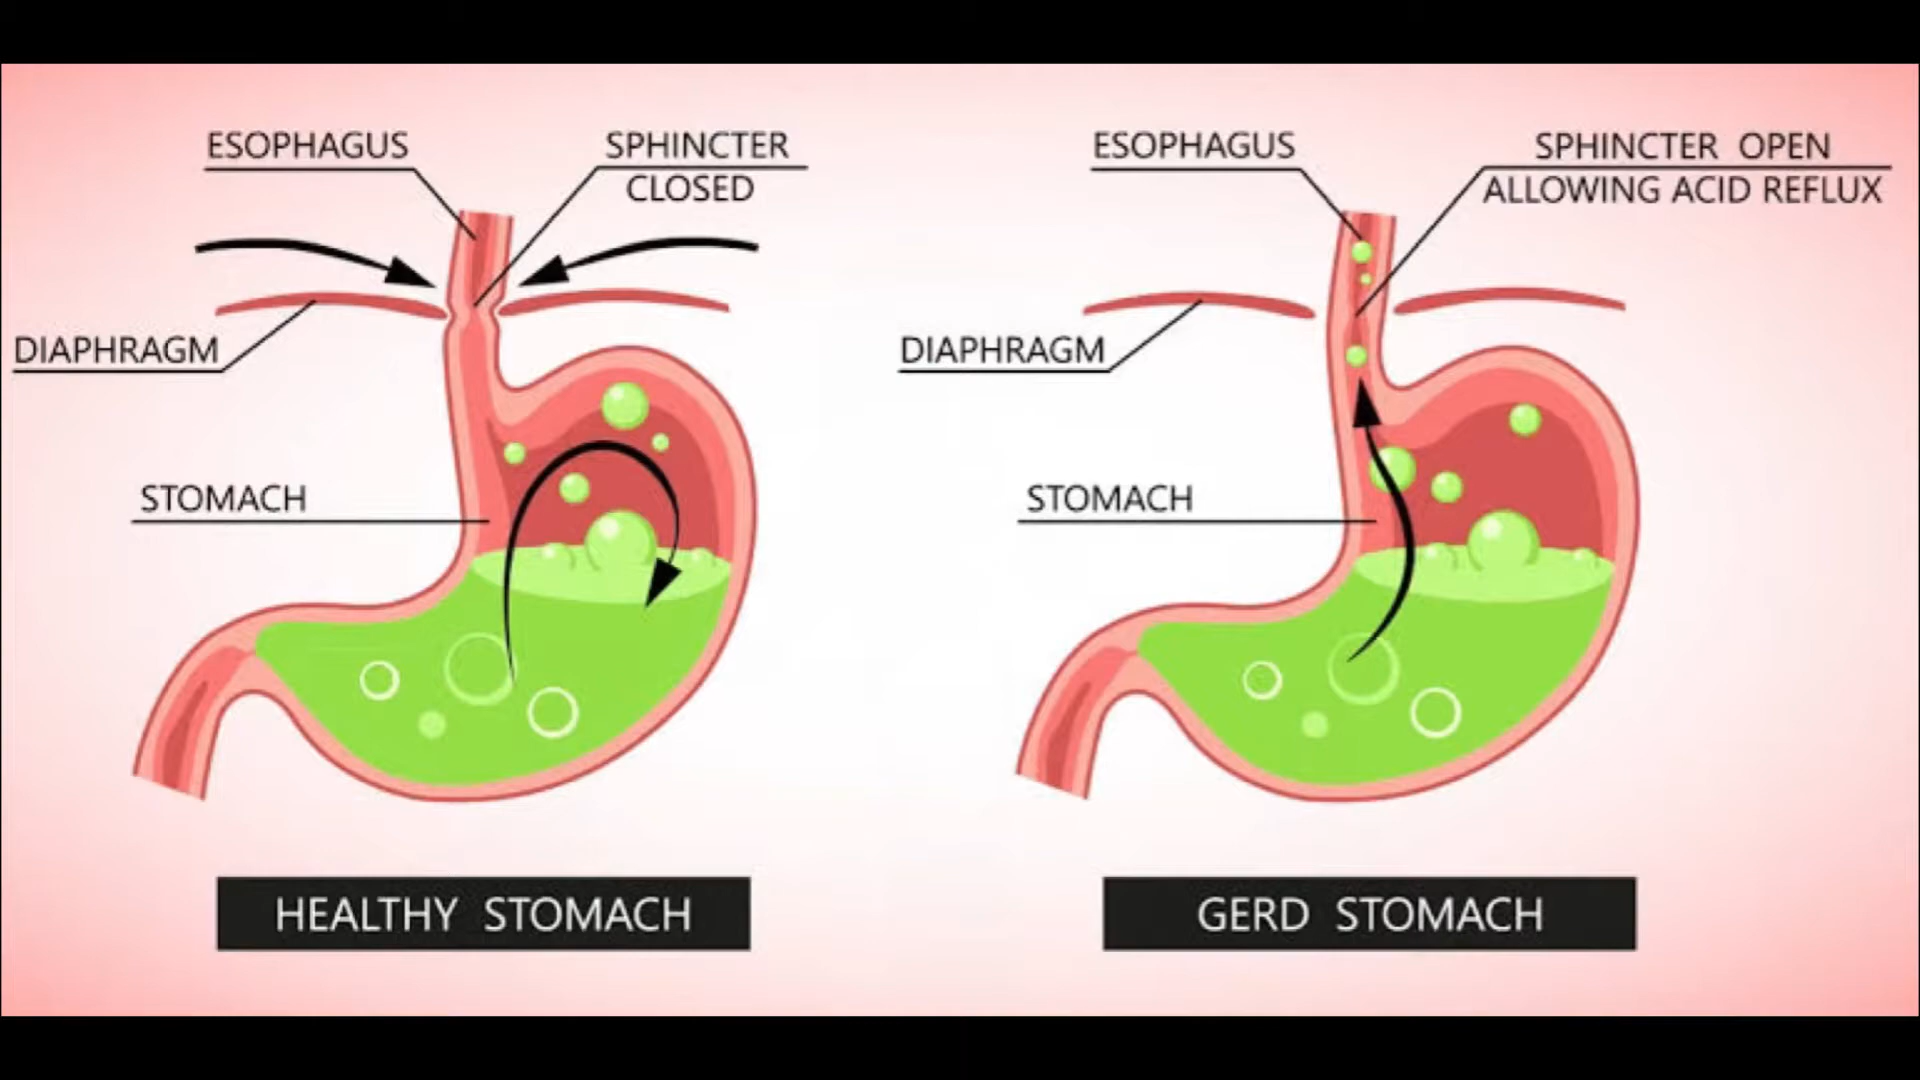 ESOPHAGUS
SPHINCTER
CLOSED
DIAPHRAGM
STOMACH
HEALTHY STOMACH
ESOPHAGUS
SPHINCTER OPEN
ALLOWING ACID REFLUX
DIAPHRAGM
STOMACH
GERD STOMACH